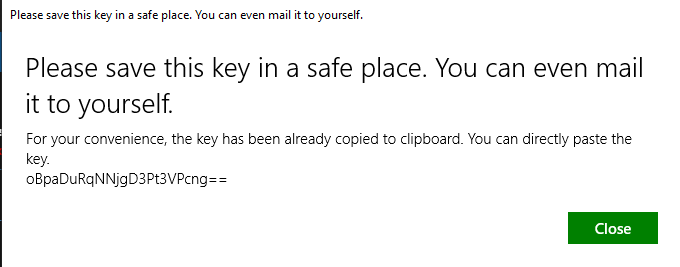 Please save this key in a safe place. You can even mail it to yourself.
Please save this key in a safe place. You can even mail
it to yourself.
For your convenience, the key has been already copied to clipboard. You can directly paste the
key.
oBpaDuRqNNjgD3Pt3VPcng==
Close